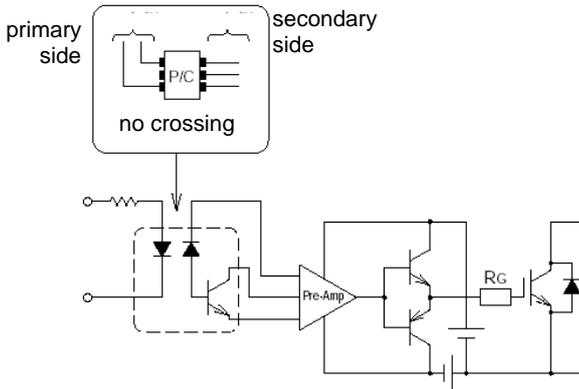 primary
side
secondary
side
P/C
no crossing
Pre-Amp
RG